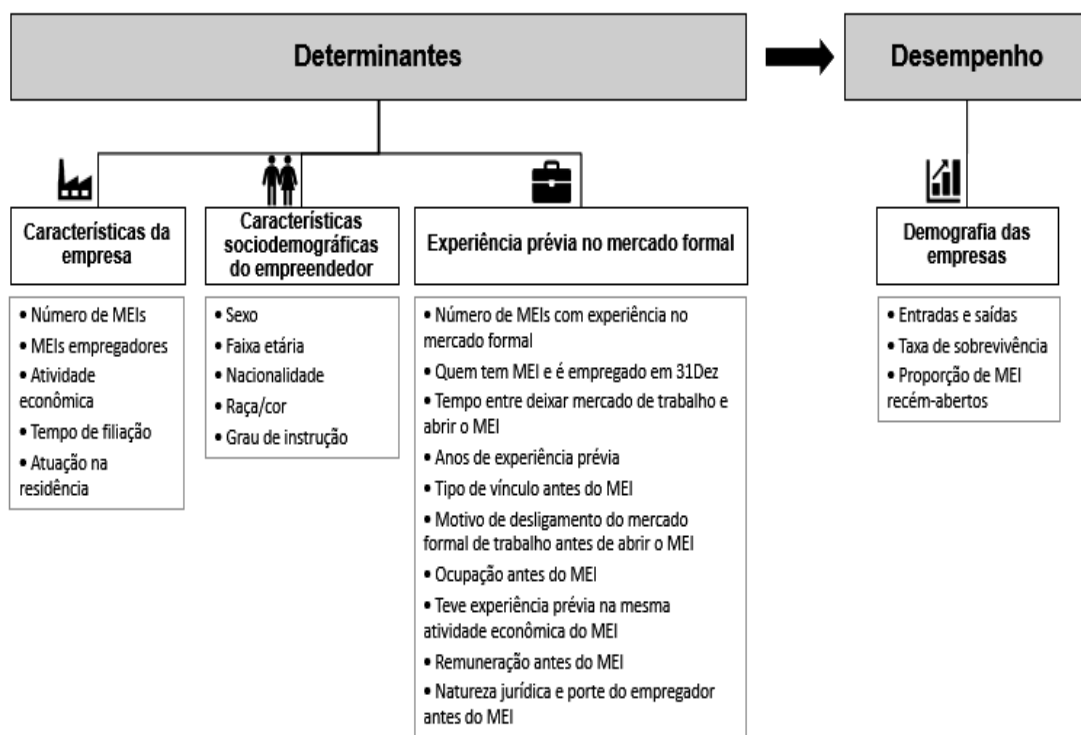 Determinantes
Desempenho
Características da
empresa
• Número de MEIs
• MEIs empregadores
• Atividade
econômica
• Tempo de filiação
• Atuação na
residência
Características
sociodemográficas
do empreendedor
• Sexo
• Faixa etária
• Nacionalidade
• Raça/cor
• Grau de instrução
Experiência prévia no mercado formal
• Número de MEIs com experiência no
mercado formal
• Quem tem MEI e é empregado em 31Dez
• Tempo entre deixar mercado de trabalho e
abrir o MEI
• Anos de experiência prévia
• Tipo de vínculo antes do MEI
• Motivo de desligamento do mercado
formal de trabalho antes de abrir o MEI
• Ocupação antes do MEI
• Teve experiência prévia na mesma
atividade econômica do MEI
• Remuneração antes do MEI
• Natureza jurídica e porte do empregador
antes do MEI
Demografia das
empresas
• Entradas e saídas
• Taxa de sobrevivência
• Proporção de MEI
recém-abertos